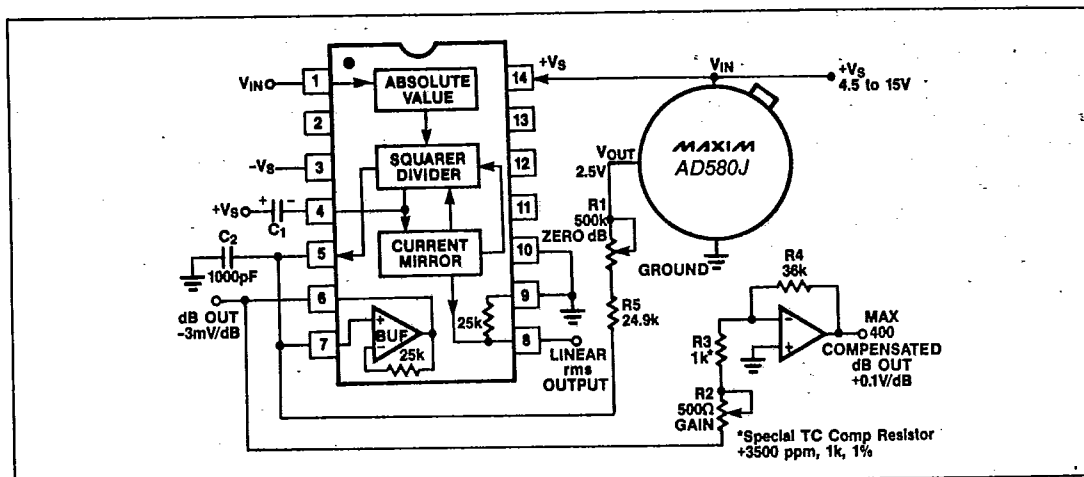 VIN
1
2
-VS
3
+VS
+ -
C1
4
C2
1000pF
5
6
dB OUT
-3mV/dB
7
ABSOLUTE
VALUE
SQUARER
DIVIDER
CURRENT
MIRROR
+
BUF
-
25k
25k
+VS
14
13
12
11
10
9
8
LINEAR
rms
OUTPUT
VIN
+VS
4.5 to 15V
MAXIM
AD580J
VOUT
2.5V
R1
500k
ZERO dB
GROUND
R5
24.9k
R4
36k
-
+
R3
1k*
R2
500Ω
GAIN
MAX
400
COMPENSATED
dB OUT
+0.1V/dB
*Special TC Comp Resistor
+3500 ppm, 1k, 1%